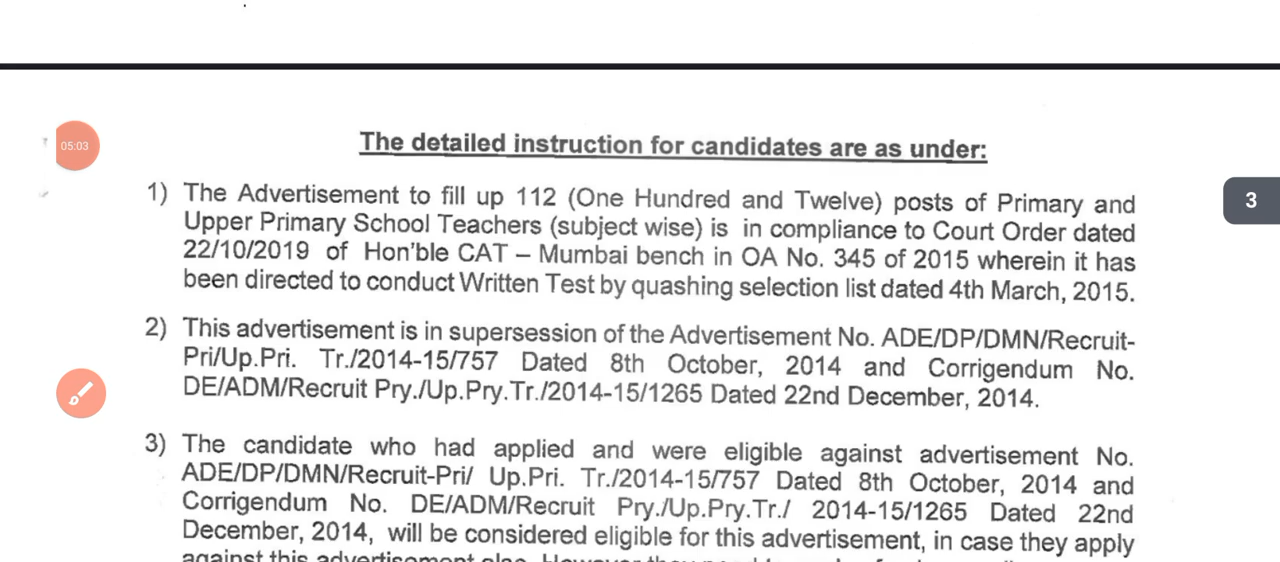 The detailed instruction for candidates are as under:
05:03
1) The Advertisement to fill up 112 (One Hundred and Twelve) posts of Primary and
3
Upper Primary School Teachers (subject wise) is in compliance to Court Order dated
22/10/2019 of Hon'ble CAT – Mumbai bench in OA No. 345 of 2015 wherein it has
been directed to conduct Written Test by quashing selection list dated 4th March, 2015.
2) This advertisement is in supersession of the Advertisement No. ADE/DP/DMN/Recruit-
Pri/Up.Pri. Tr./2014-15/757 Dated 8th October, 2014 and Corrigendum No.
DE/ADM/Recruit Pry./Up.Pry.Tr./2014-15/1265 Dated 22nd December, 2014.
3) The candidate who had applied and were eligible against advertisement No.
ADE/DP/DMN/Recruit-Pri/ Up.Pri. Tr./2014-15/757 Dated 8th October, 2014 and
Corrigendum No. DE/ADM/Recruit Pry./Up.Pry.Tr./ 2014-15/1265 Dated 22nd
December, 2014, will be considered eligible for this advertisement, in case they apply
against this advertisement also. However they need to